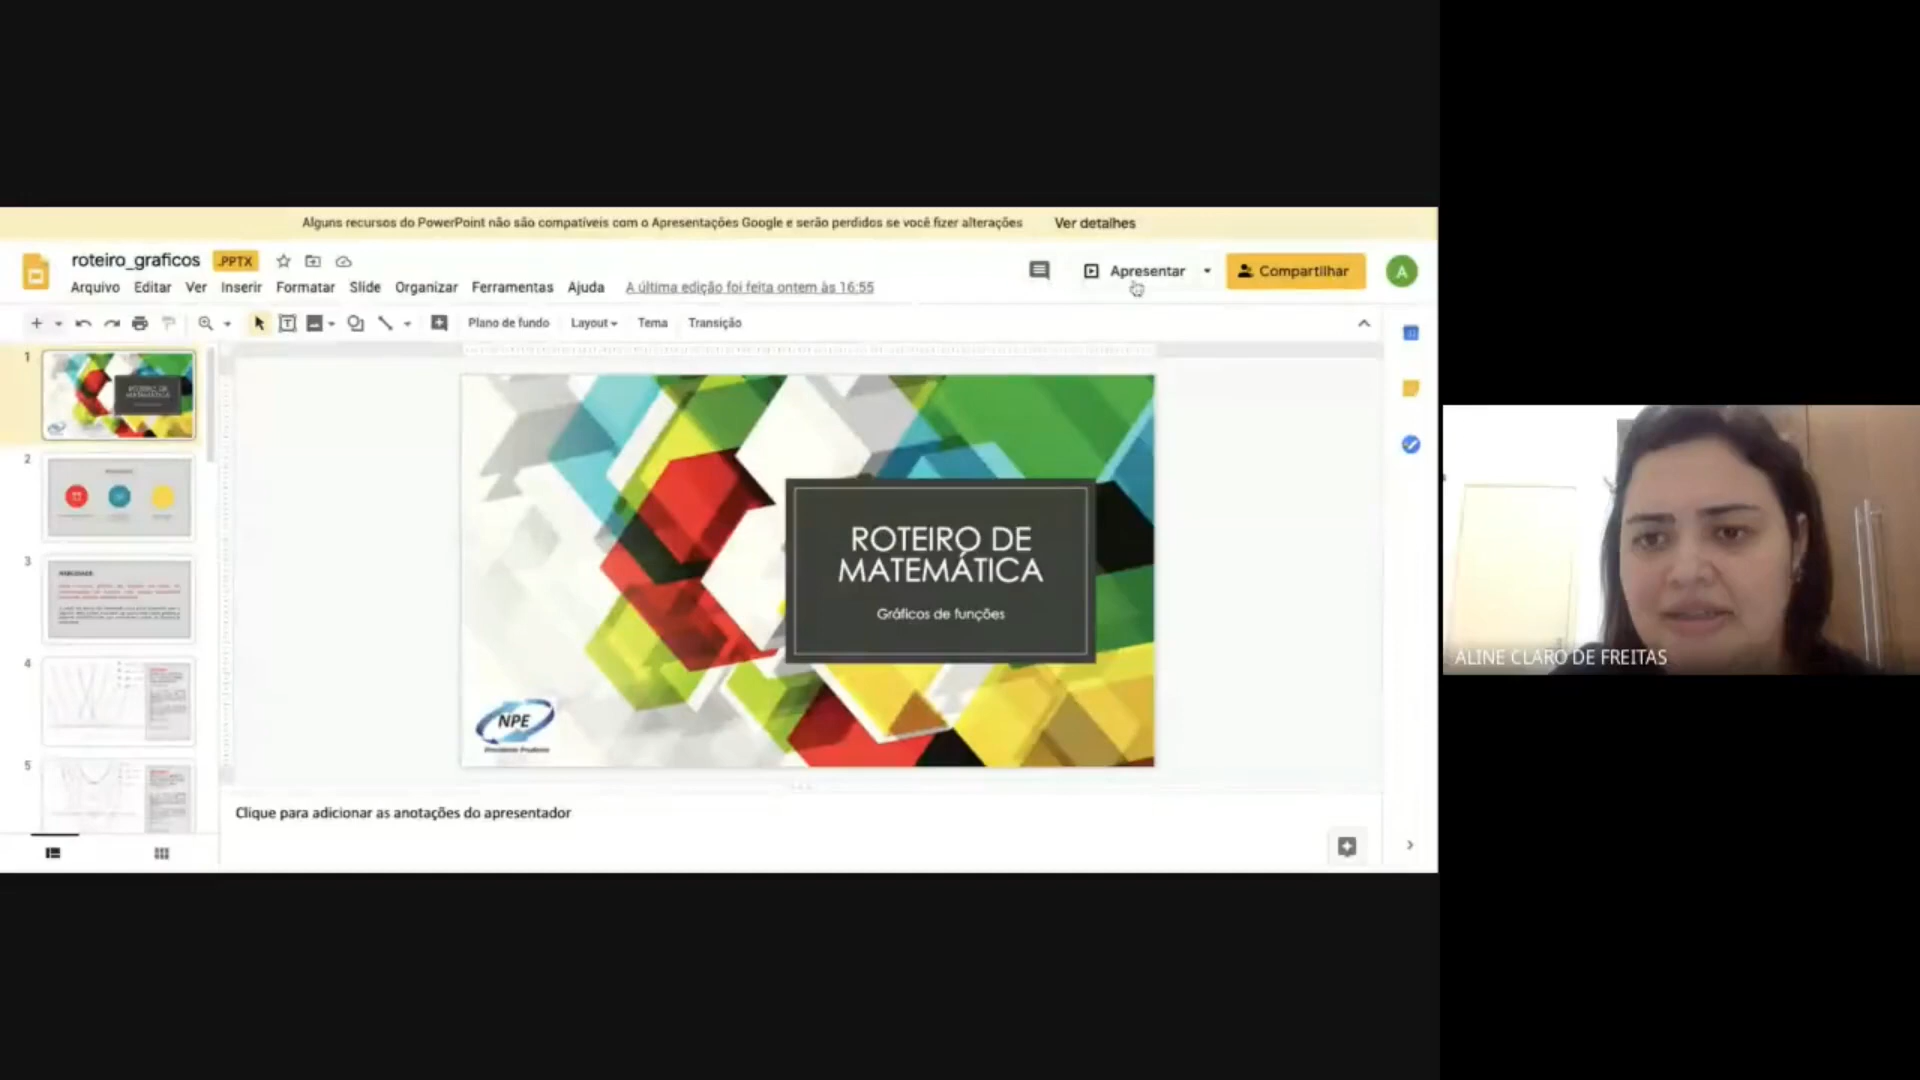 Alguns recursos do PowerPoint não são compatíveis com o Apresentações Google e serão perdidos se você fizer alterações Ver detalhes
roteiro_graficos .PPTX
Apresentar
Compartilhar
A
Arquivo Editar Ver Inserir Formatar Slide Organizar Ferramentas Ajuda A última edição foi feita ontem às 16:55
Plano de fundo Layout Tema Transição
1
2
3
4
5
ROTEIRO DE
MATEMÁTICA
Gráficos de funções
NPE
Presidente Prudente
Clique para adicionar as anotações do apresentador
ALINE CLARO DE FREITAS